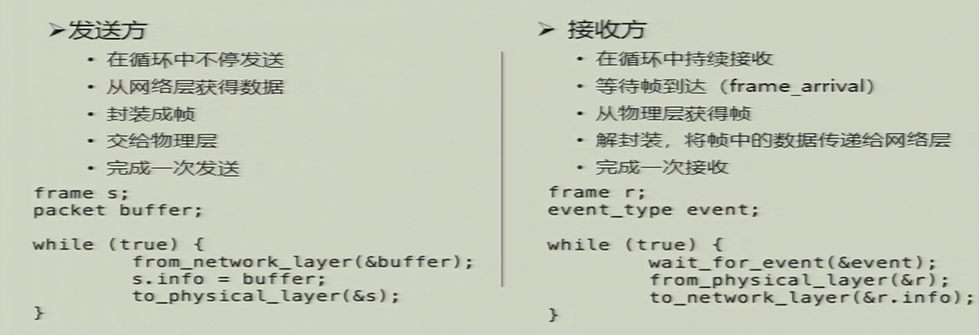 ➢发送方
• 在循环中不停发送
• 从网络层获得数据
• 封装成帧
• 交给物理层
• 完成一次发送
frame s;
packet buffer;
while (true) {
from_network_layer(&buffer);
s.info = buffer;
to_physical_layer(&s);
}
➢ 接收方
• 在循环中持续接收
• 等待帧到达（frame_arrival）
• 从物理层获得帧
• 解封装，将帧中的数据传递给网络层
• 完成一次接收
frame r;
event_type event;
while (true) {
wait_for_event(&event);
from_physical_layer(&r);
to_network_layer(&r.info);
}